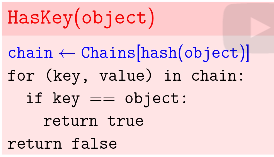 HasKey(object)
chain ← Chains[hash(object)]
for (key, value) in chain:
if key == object:
return true
return false